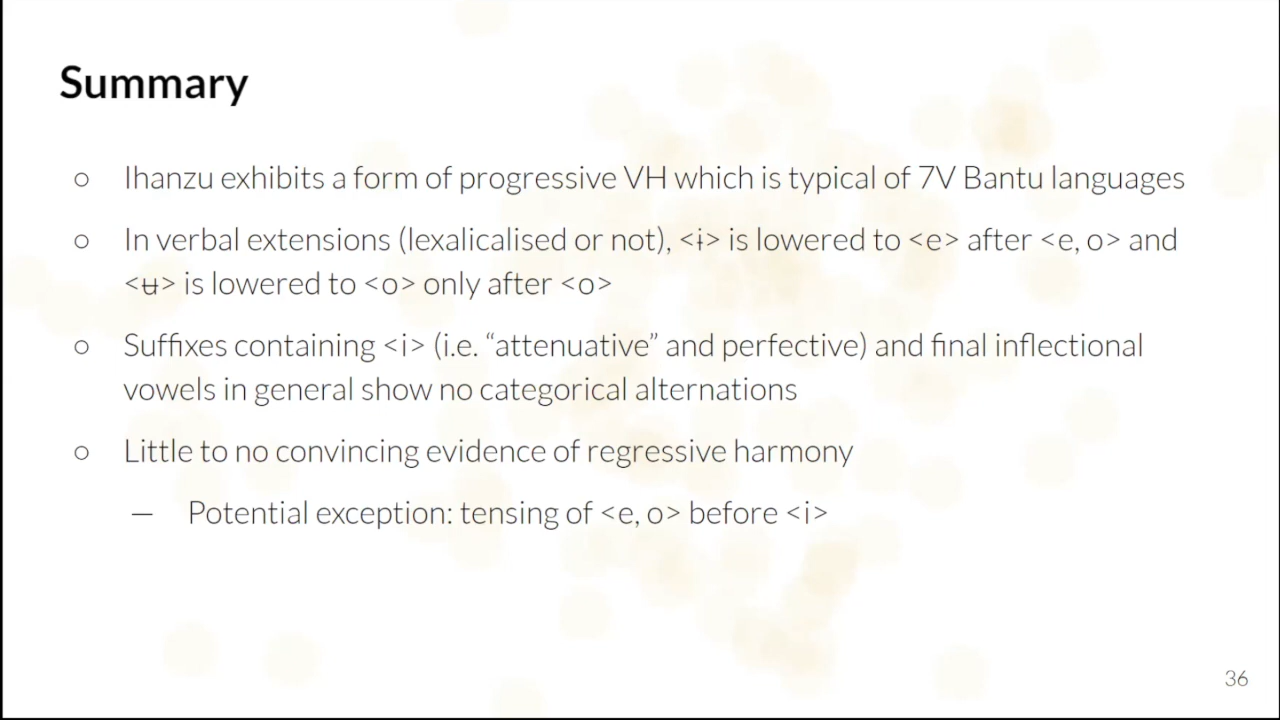 Summary
○ Ihanzu exhibits a form of progressive VH which is typical of 7V Bantu languages
○ In verbal extensions (lexalicalised or not), <ɨ> is lowered to <e> after <e, o> and
<ʉ> is lowered to <o> only after <o>
○ Suffixes containing <i> (i.e. “attenuative” and perfective) and final inflectional
vowels in general show no categorical alternations
○ Little to no convincing evidence of regressive harmony
— Potential exception: tensing of <e, o> before <i>
36